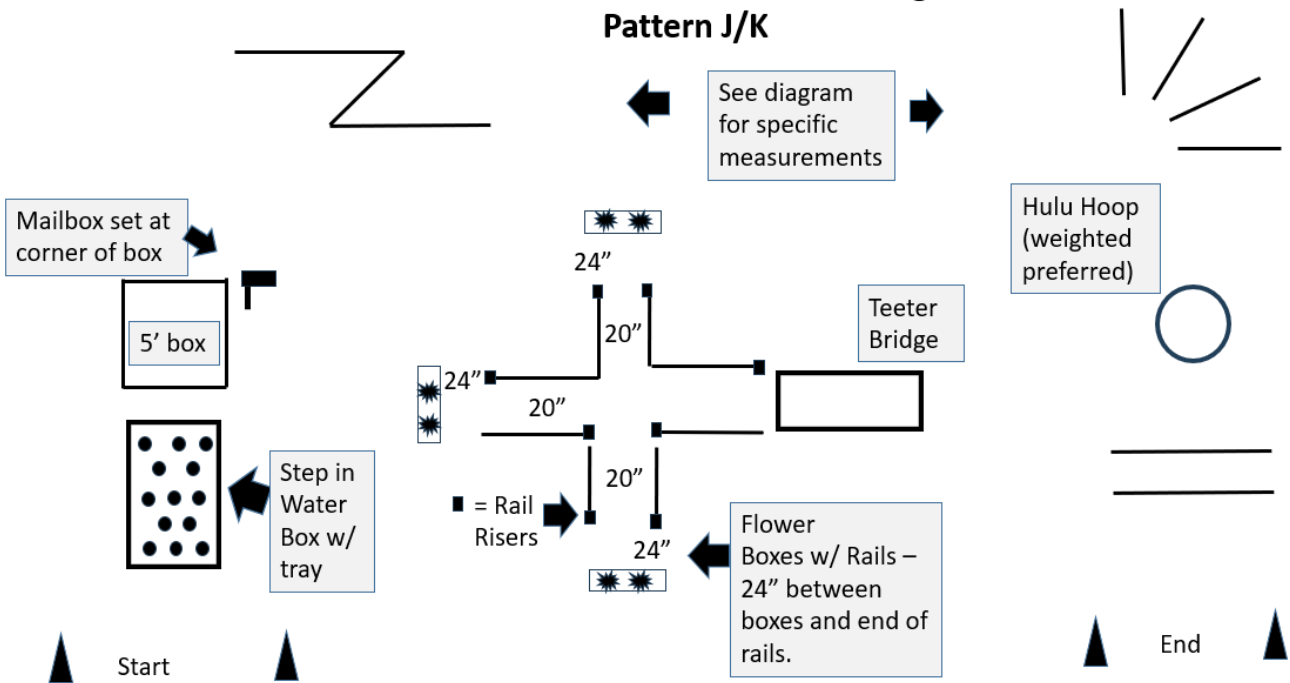 Pattern J/K
See diagram
for specific
measurements
Mailbox set at
corner of box
Hulu Hoop
(weighted
preferred)
24”
5’ box
20”
Teeter
Bridge
24”
20”
Step in
Water
Box w/
tray
20”
= Rail
Risers
24”
Flower
Boxes w/ Rails –
24” between
boxes and end of
rails.
Start
End